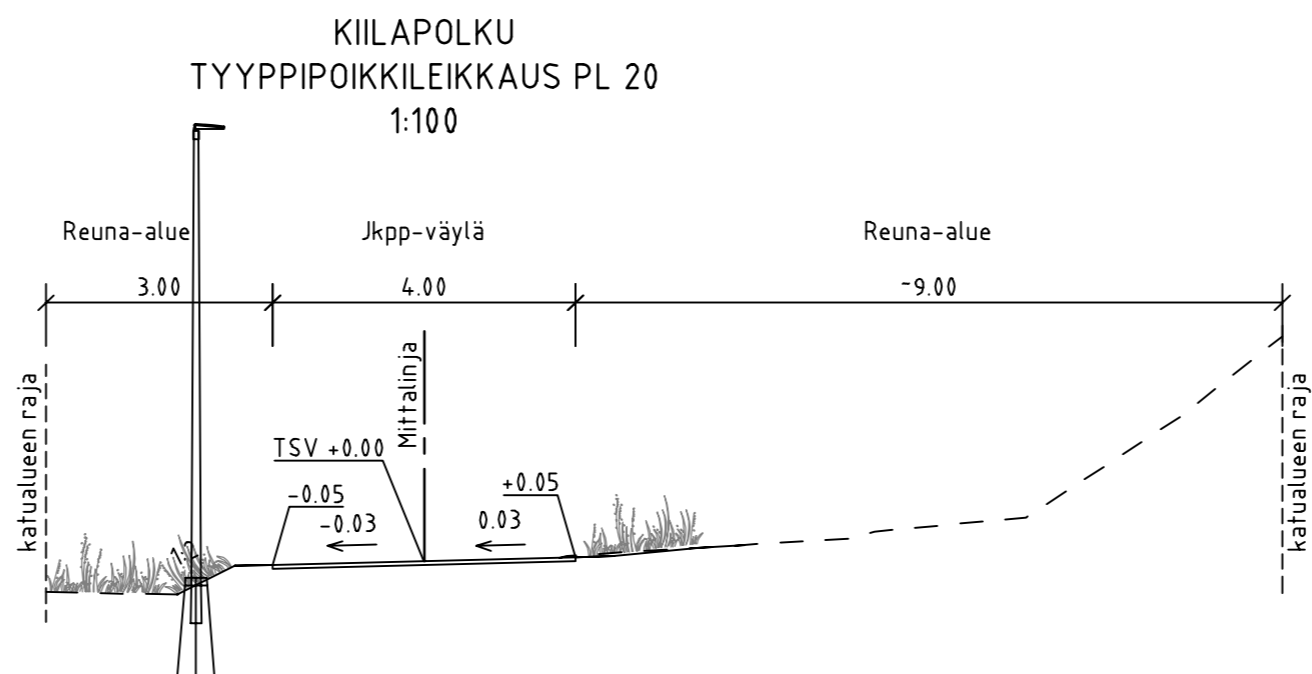 KIILAPOLKU
TYYPPIPOIKKILEIKKAUS PL 20
1:100
Reuna-alue
Jkpp-väylä
Reuna-alue
3.00
4.00
~9.00
katualueen raja
Mittalinja
katualueen raja
TSV +0.00
+0.05
-0.05
-0.03
0.03
1:2